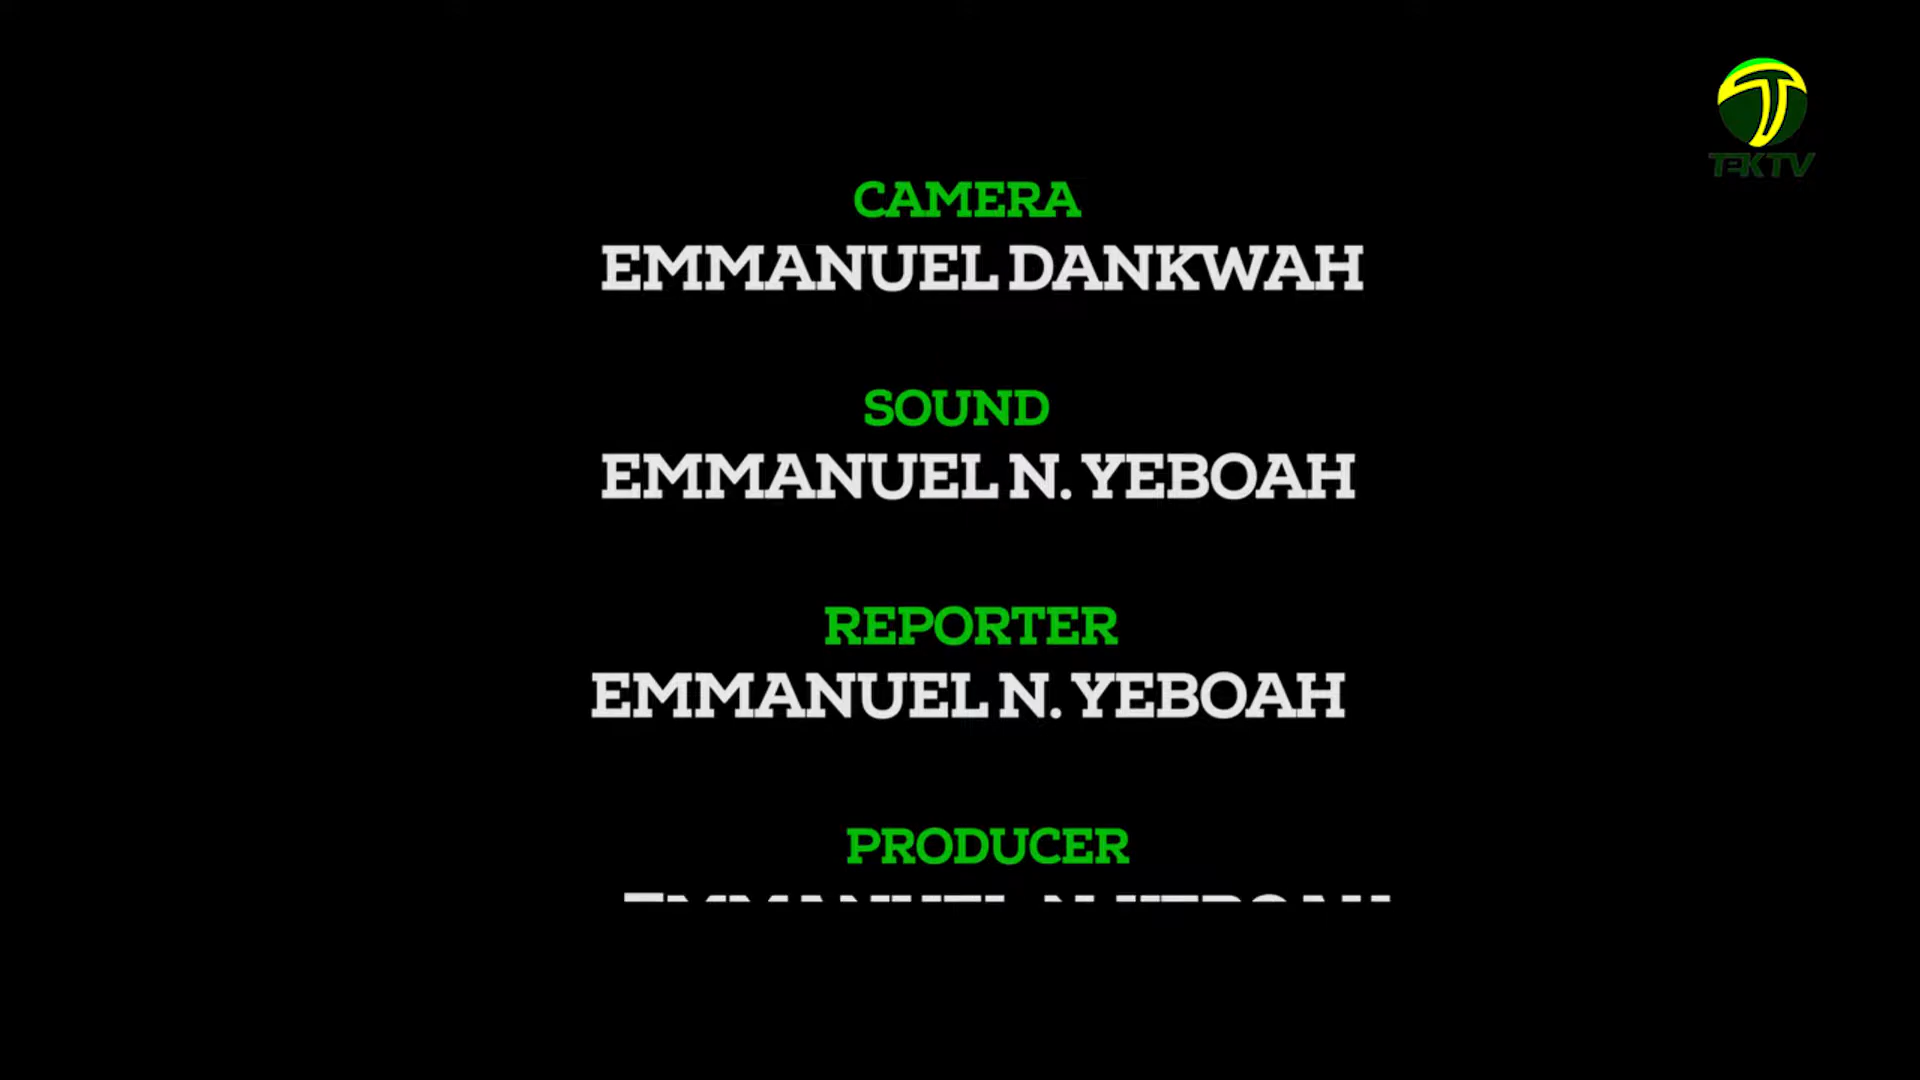 TEKTV
CAMERA
EMMANUEL DANKWAH
SOUND
EMMANUEL N. YEBOAH
REPORTER
EMMANUEL N. YEBOAH
PRODUCER